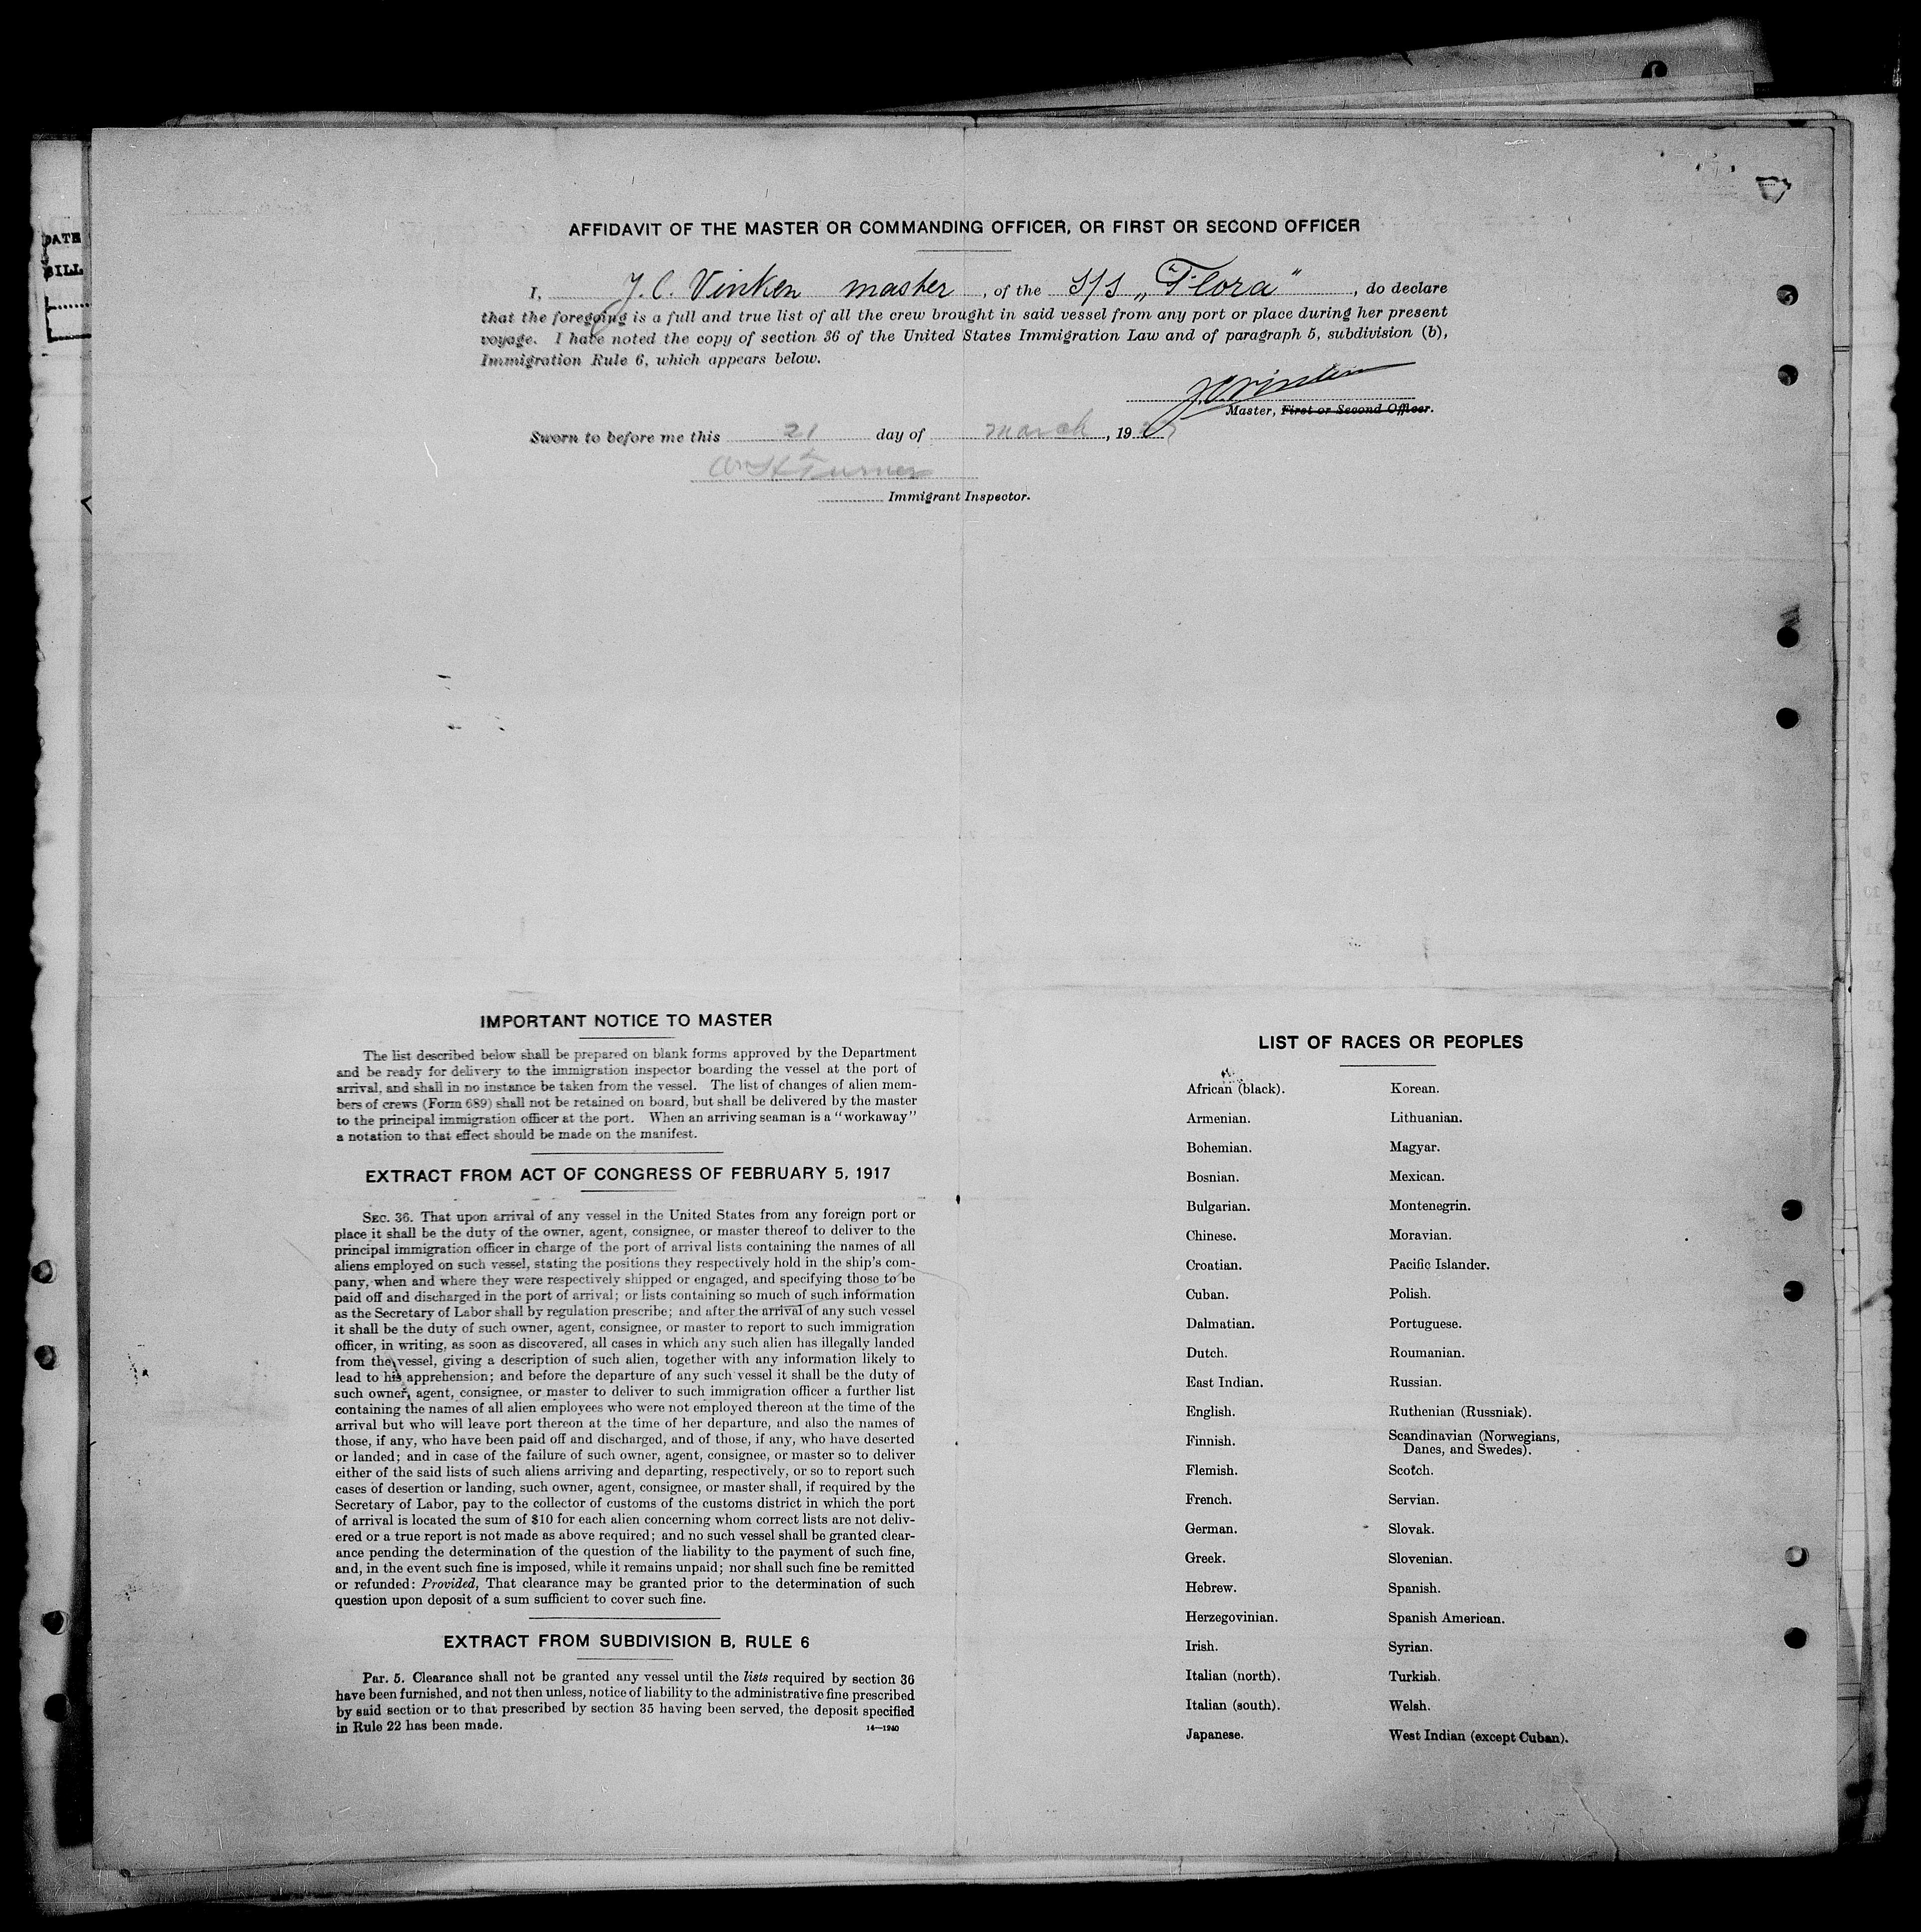 DATE
BILL
AFFIDAVIT OF THE MASTER OR COMMANDING OFFICER, OR FIRST OR SECOND OFFICER
I, J. C. Vinken master, of the S/S „Flora", do declare
that the foregoing is a full and true list of all the crew brought in said vessel from any port or place during her present
voyage. I have noted the copy of section 36 of the United States Immigration Law and of paragraph 5, subdivision (b),
Immigration Rule 6, which appears below.
J.C. Vinken
Master, First or Second Officer.
Sworn to before me this 21 day of March, 19
Turner
Immigrant Inspector.
IMPORTANT NOTICE TO MASTER
The list described below shall be prepared on blank forms approved by the Department
and be ready for delivery to the immigration inspector boarding the vessel at the port of
arrival, and shall in no instance be taken from the vessel. The list of changes of alien mem-
bers of crews (Form 689) shall not be retained on board, but shall be delivered by the master
to the principal immigration officer at the port. When an arriving seaman is a "workaway"
a notation to that effect should be made on the manifest.
EXTRACT FROM ACT OF CONGRESS OF FEBRUARY 5, 1917
SEC. 36. That upon arrival of any vessel in the United States from any foreign port or
place it shall be the duty of the owner, agent, consignee, or master thereof to deliver to the
principal immigration officer in charge of the port of arrival lists containing the names of all
aliens employed on such vessel, stating the positions they respectively hold in the ship's com-
pany, when and where they were respectively shipped or engaged, and specifying those to be
paid off and discharged in the port of arrival; or lists containing so much of such information
as the Secretary of Labor shall by regulation prescribe; and after the arrival of any such vessel
it shall be the duty of such owner, agent, consignee, or master to report to such immigration
officer, in writing, as soon as discovered, all cases in which any such alien has illegally landed
from the vessel, giving a description of such alien, together with any information likely to
lead to his apprehension; and before the departure of any such vessel it shall be the duty of
such owner, agent, consignee, or master to deliver to such immigration officer a further list
containing the names of all alien employees who were not employed thereon at the time of the
arrival but who will leave port thereon at the time of her departure, and also the names of
those, if any, who have been paid off and discharged, and of those, if any, who have deserted
or landed; and in case of the failure of such owner, agent, consignee, or master so to deliver
either of the said lists of such aliens arriving and departing, respectively, or so to report such
cases of desertion or landing, such owner, agent, consignee, or master shall, if required by the
Secretary of Labor, pay to the collector of customs of the customs district in which the port
of arrival is located the sum of $10 for each alien concerning whom correct lists are not deliv-
ered or a true report is not made as above required; and no such vessel shall be granted clear-
ance pending the determination of the question of the liability to the payment of such fine,
and, in the event such fine is imposed, while it remains unpaid; nor shall such fine be remitted
or refunded: Provided, That clearance may be granted prior to the determination of such
question upon deposit of a sum sufficient to cover such fine.
EXTRACT FROM SUBDIVISION B, RULE 6
Par. 5. Clearance shall not be granted any vessel until the lists required by section 36
have been furnished, and not then unless, notice of liability to the administrative fine prescribed
by said section or to that prescribed by section 35 having been served, the deposit specified
in Rule 22 has been made.
14—1240
LIST OF RACES OR PEOPLES
African (black).
Armenian.
Bohemian.
Bosnian.
Bulgarian.
Chinese.
Croatian.
Cuban.
Dalmatian.
Dutch.
East Indian.
English.
Finnish.
Flemish.
French.
German.
Greek.
Hebrew.
Herzegovinian.
Irish.
Italian (north).
Italian (south).
Japanese.
Korean.
Lithuanian.
Magyar.
Mexican.
Montenegrin.
Moravian.
Pacific Islander.
Polish.
Portuguese.
Roumanian.
Russian.
Ruthenian (Russniak).
Scandinavian (Norwegians,
Danes, and Swedes).
Scotch.
Servian.
Slovak.
Slovenian.
Spanish.
Spanish American.
Syrian.
Turkish.
Welsh.
West Indian (except Cuban).